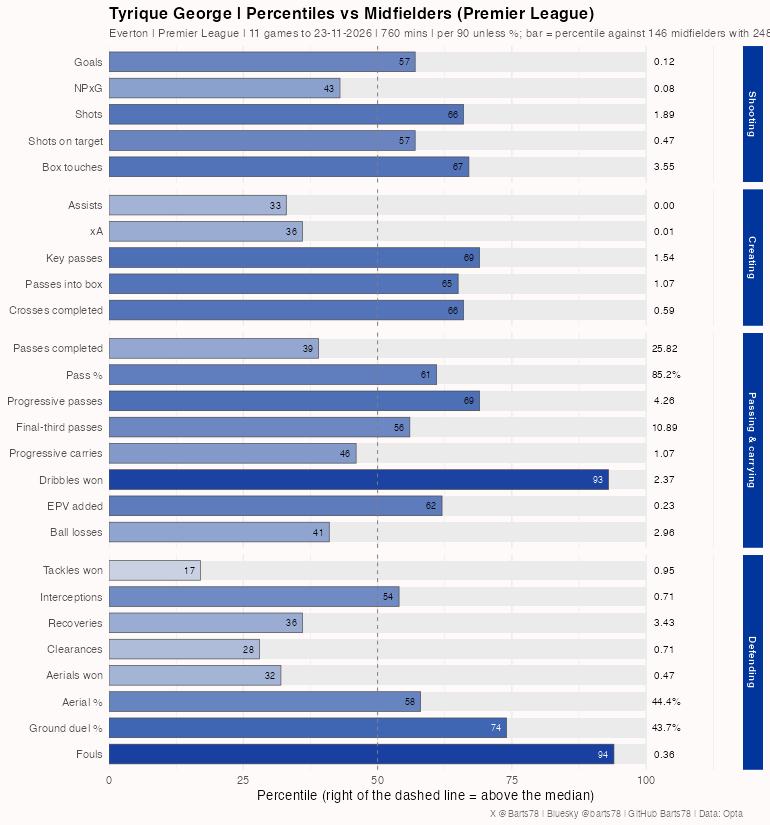 Tyrique George | Percentiles vs Midfielders (Premier League)
Everton | Premier League | 11 games to 23-11-2026 | 760 mins | per 90 unless %; bar = percentile against 146 midfielders with 248
Shooting
Goals 57 0.12
NPxG 43 0.08
Shots 66 1.89
Shots on target 57 0.47
Box touches 67 3.55
Creating
Assists 33 0.00
xA 36 0.01
Key passes 69 1.54
Passes into box 65 1.07
Crosses completed 66 0.59
Passing & carrying
Passes completed 39 25.82
Pass % 61 85.2%
Progressive passes 69 4.26
Final-third passes 56 10.89
Progressive carries 46 1.07
Dribbles won 93 2.37
EPV added 62 0.23
Ball losses 41 2.96
Defending
Tackles won 17 0.95
Interceptions 54 0.71
Recoveries 36 3.43
Clearances 28 0.71
Aerials won 32 0.47
Aerial % 58 44.4%
Ground duel % 74 43.7%
Fouls 94 0.36
0 25 50 75 100
Percentile (right of the dashed line = above the median)
X @Barts78 | Bluesky @barts78 | GitHub Barts78 | Data: Opta